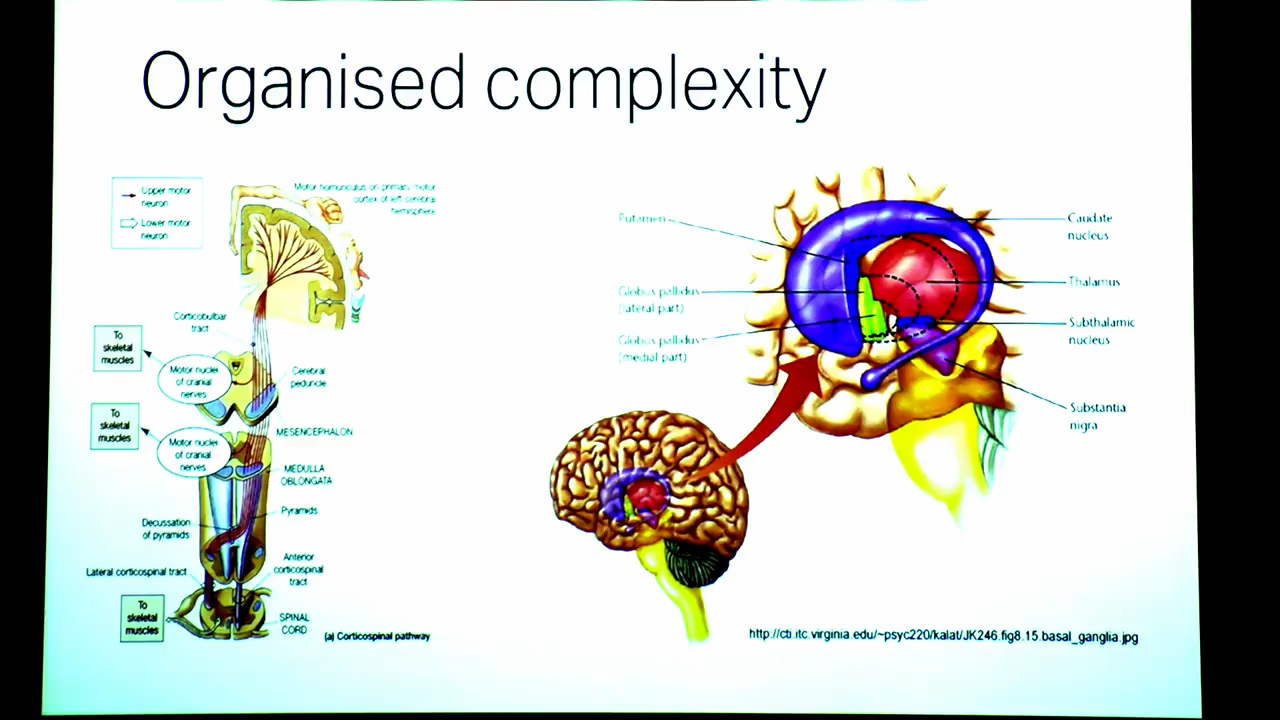 Organised complexity
Upper motor
neuron
Lower motor
neuron
Motor homunculus on primary motor
cortex of left cerebral
hemisphere
Corticobulbar
tract
To
skeletal
muscles
Motor nuclei
of cranial
nerves
Cerebral
peduncle
To
skeletal
muscles
Motor nuclei
of cranial
nerves
MESENCEPHALON
MEDULLA
OBLONGATA
Pyramids
Decussation
of pyramids
Lateral corticospinal tract
Anterior
corticospinal
tract
To
skeletal
muscles
SPINAL
CORD
(a) Corticospinal pathway
Putamen
Globus pallidus
(lateral part)
Globus pallidus
(medial part)
Caudate
nucleus
Thalamus
Subthalamic
nucleus
Substantia
nigra
http://cti.itc.virginia.edu/~psyc220/kalat/JK246.fig8.15.basal_ganglia.jpg